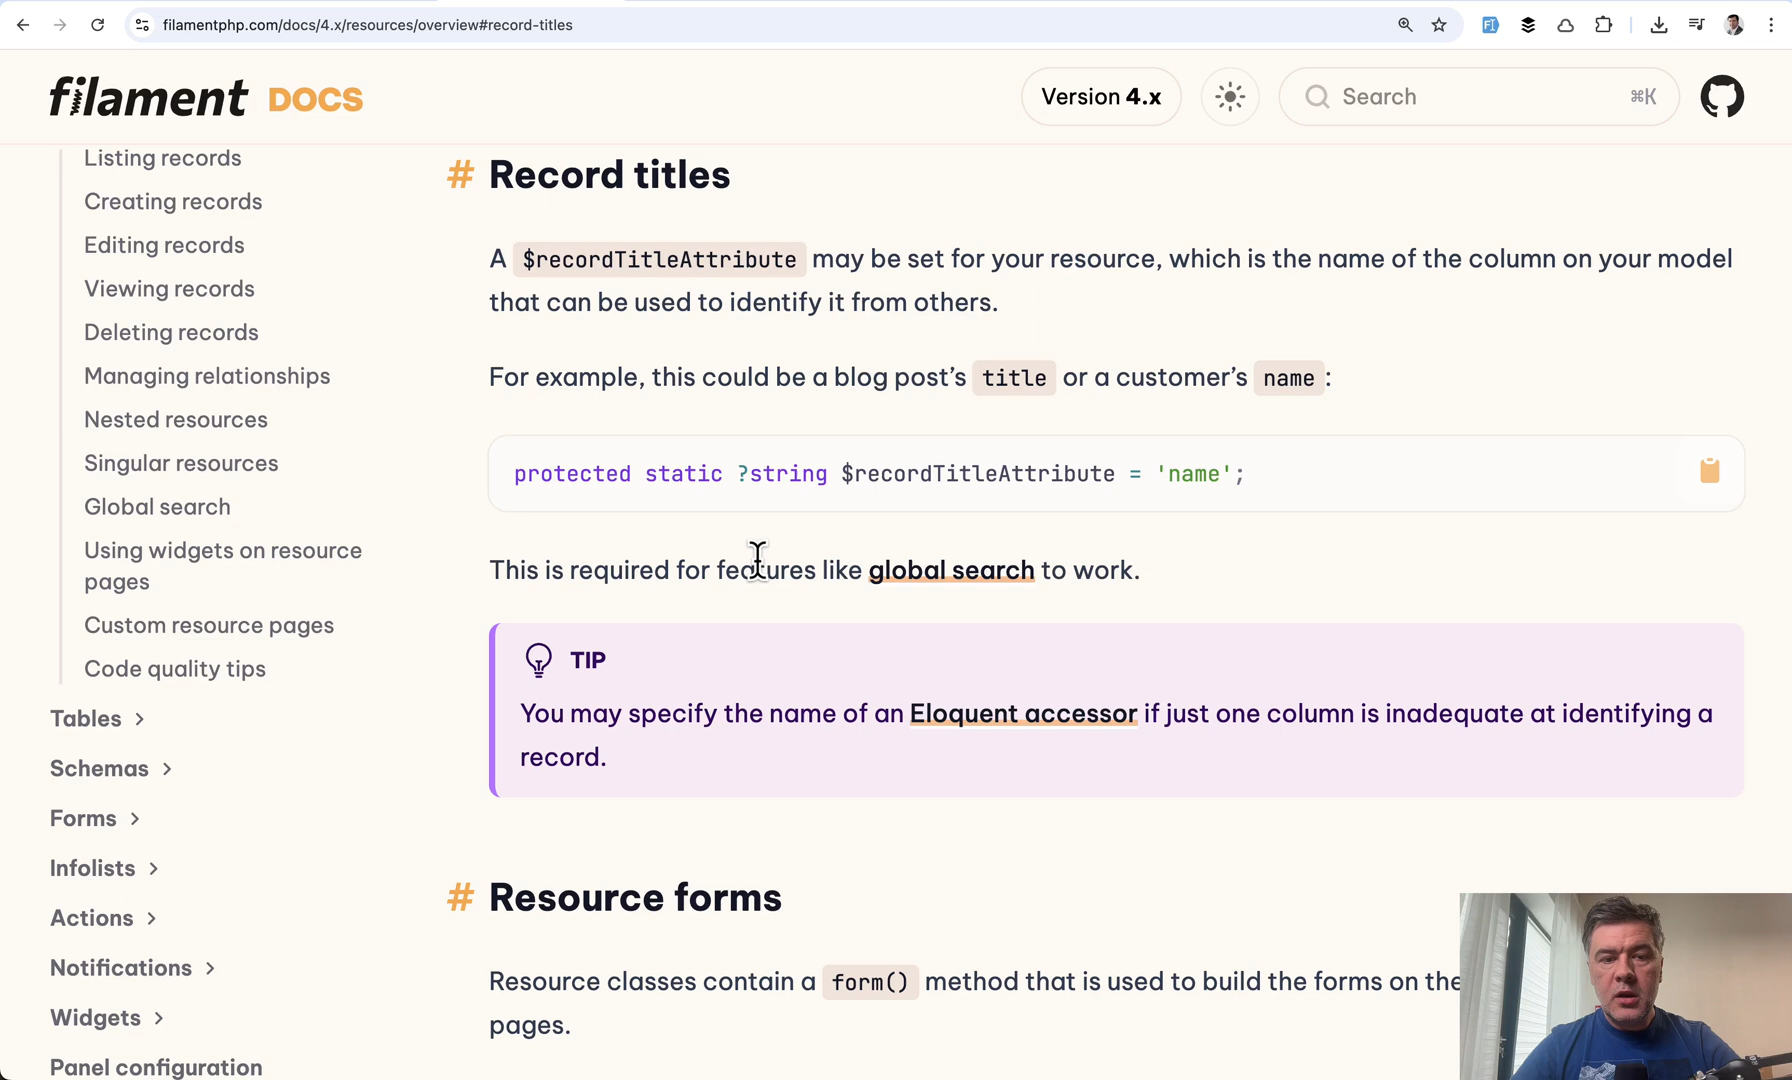 filamentphp.com/docs/4.x/resources/overview#record-titles
filament DOCS
Version 4.x
Search
⌘K
Listing records
Creating records
Editing records
Viewing records
Deleting records
Managing relationships
Nested resources
Singular resources
Global search
Using widgets on resource
pages
Custom resource pages
Code quality tips
Tables
Schemas
Forms
Infolists
Actions
Notifications
Widgets
Panel configuration
# Record titles
A $recordTitleAttribute may be set for your resource, which is the name of the column on your model
that can be used to identify it from others.
For example, this could be a blog post’s title or a customer’s name:
protected static ?string $recordTitleAttribute = 'name';
This is required for features like global search to work.
TIP
You may specify the name of an Eloquent accessor if just one column is inadequate at identifying a
record.
# Resource forms
Resource classes contain a form() method that is used to build the forms on the
pages.